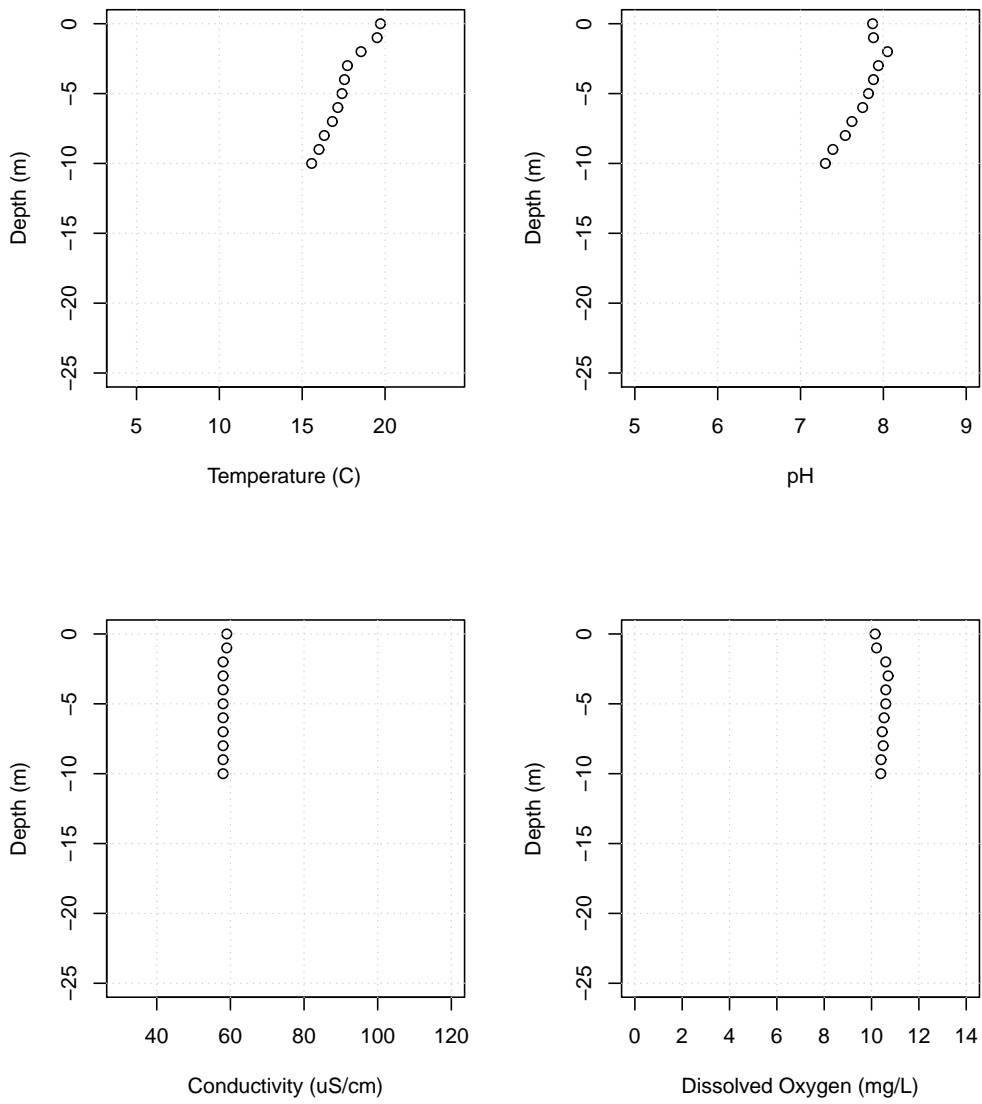 0
−5
−10
−15
−20
−25
Depth (m)
5 10 15 20
Temperature (C)
0
−5
−10
−15
−20
−25
Depth (m)
5 6 7 8 9
pH
0
−5
−10
−15
−20
−25
Depth (m)
40 60 80 100 120
Conductivity (uS/cm)
0
−5
−10
−15
−20
−25
Depth (m)
0 2 4 6 8 10 12 14
Dissolved Oxygen (mg/L)